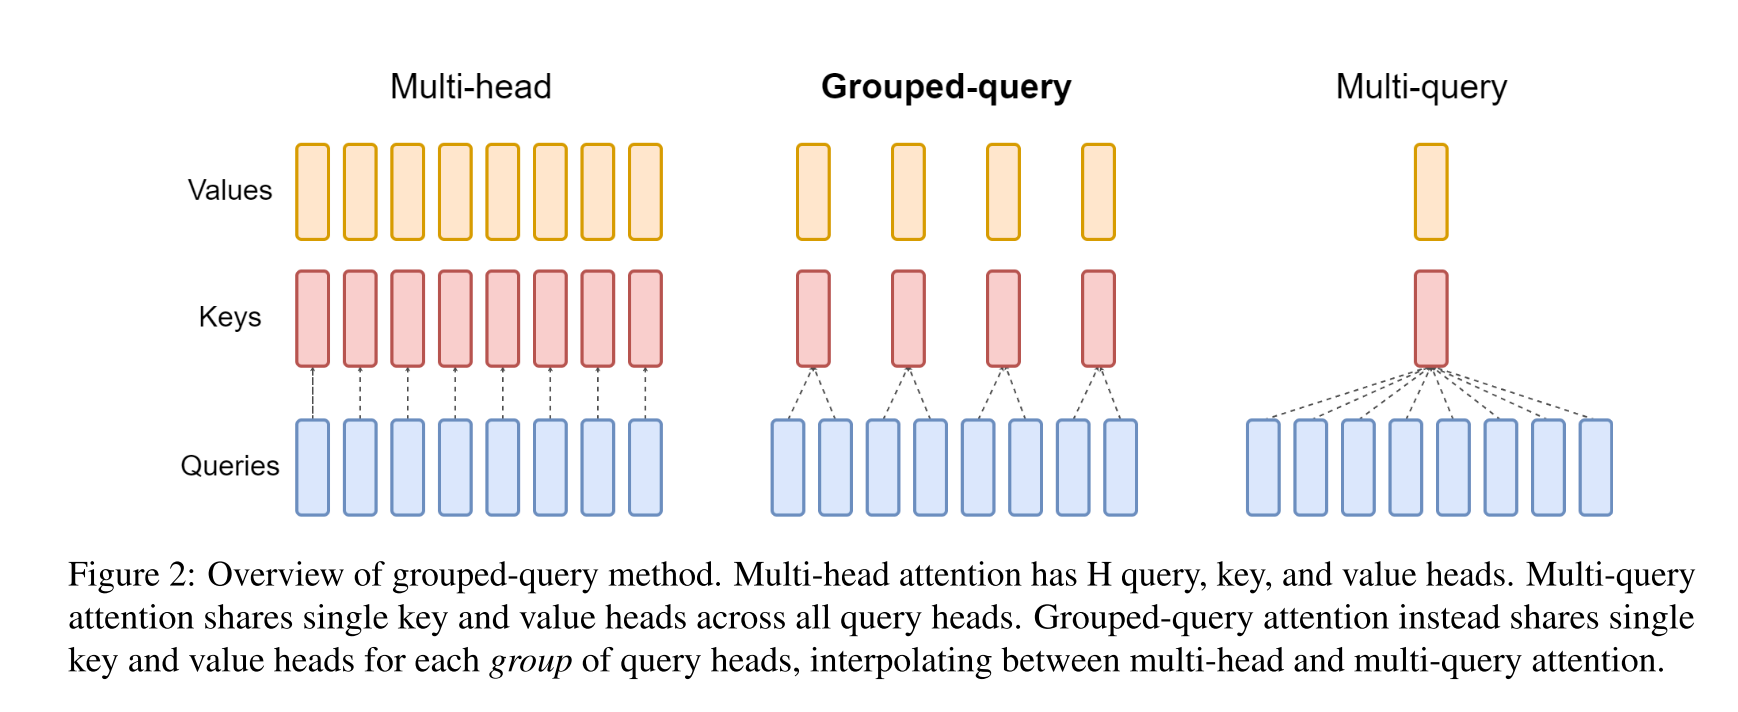 Multi-head
Grouped-query
Multi-query
Values
Keys
Queries
Figure 2: Overview of grouped-query method. Multi-head attention has H query, key, and value heads. Multi-query
attention shares single key and value heads across all query heads. Grouped-query attention instead shares single
key and value heads for each group of query heads, interpolating between multi-head and multi-query attention.